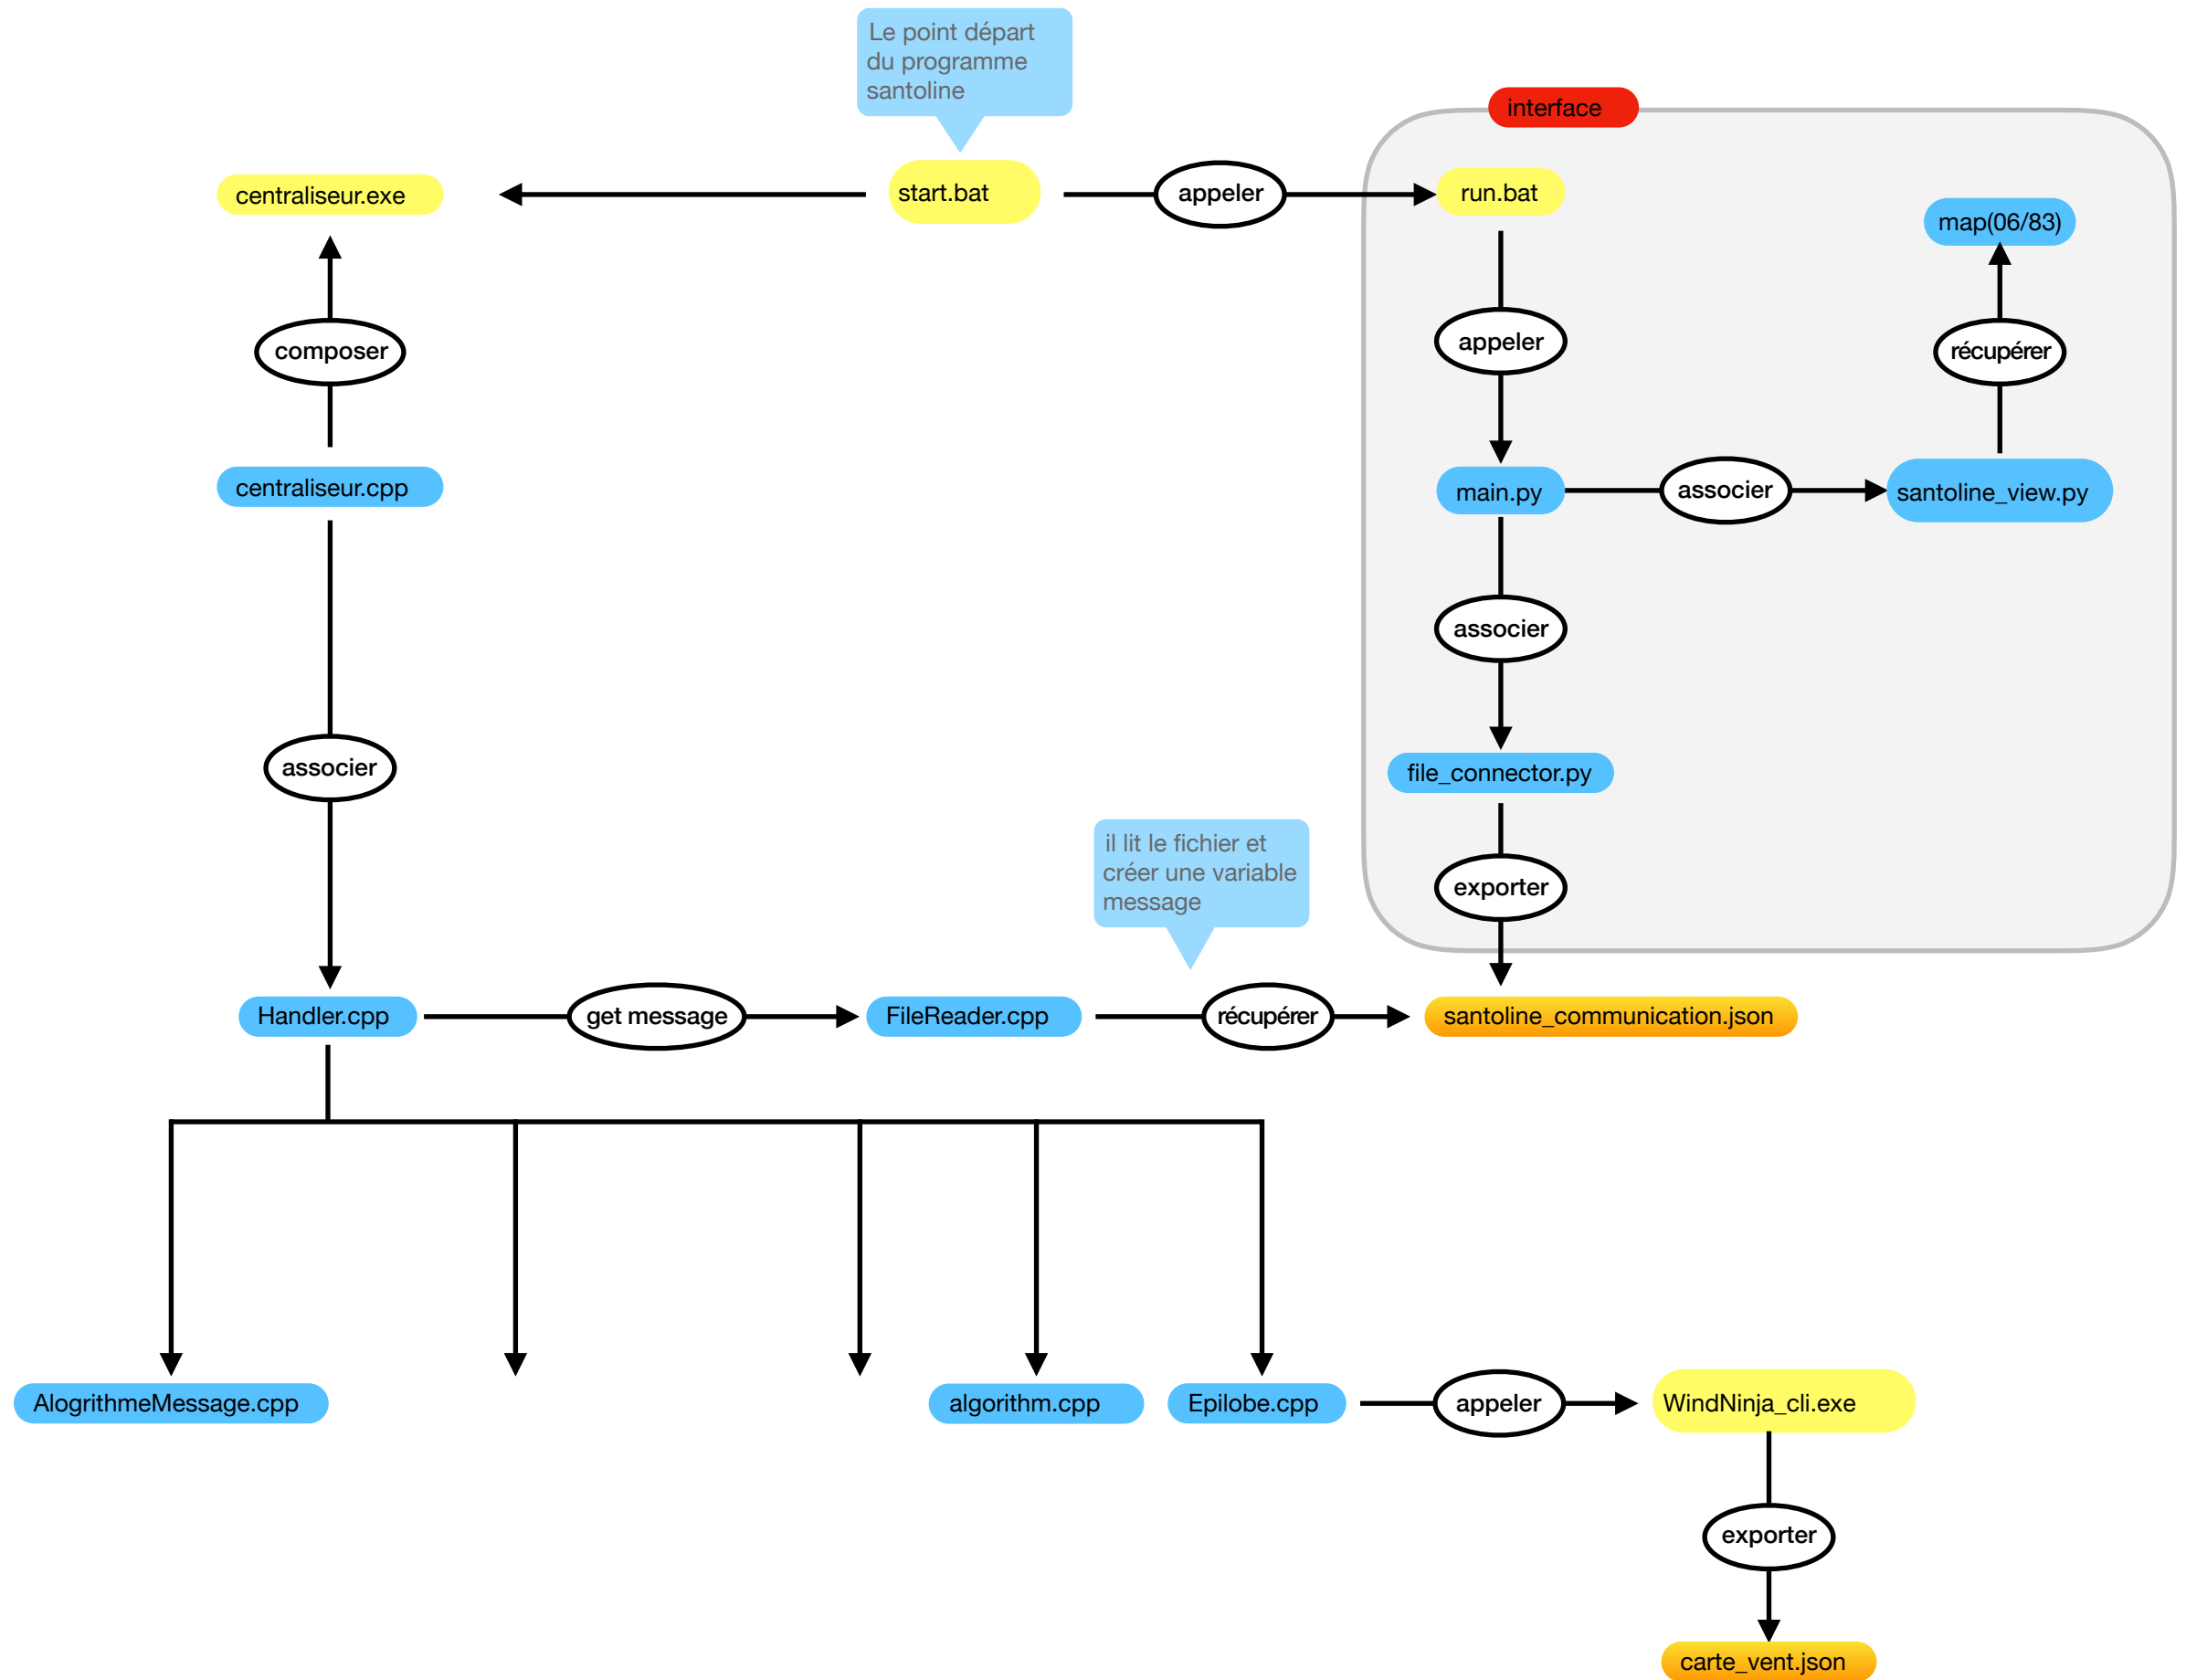 Le point départ
du programme
santoline
interface
centraliseur.exe
start.bat
appeler
run.bat
map(06/83)
composer
appeler
récupérer
centraliseur.cpp
main.py
associer
santoline_view.py
associer
associer
file_connector.py
il lit le fichier et
créer une variable
message
exporter
Handler.cpp
get message
FileReader.cpp
récupérer
santoline_communication.json
AlogrithmeMessage.cpp
algorithm.cpp
Epilobe.cpp
appeler
WindNinja_cli.exe
exporter
carte_vent.json